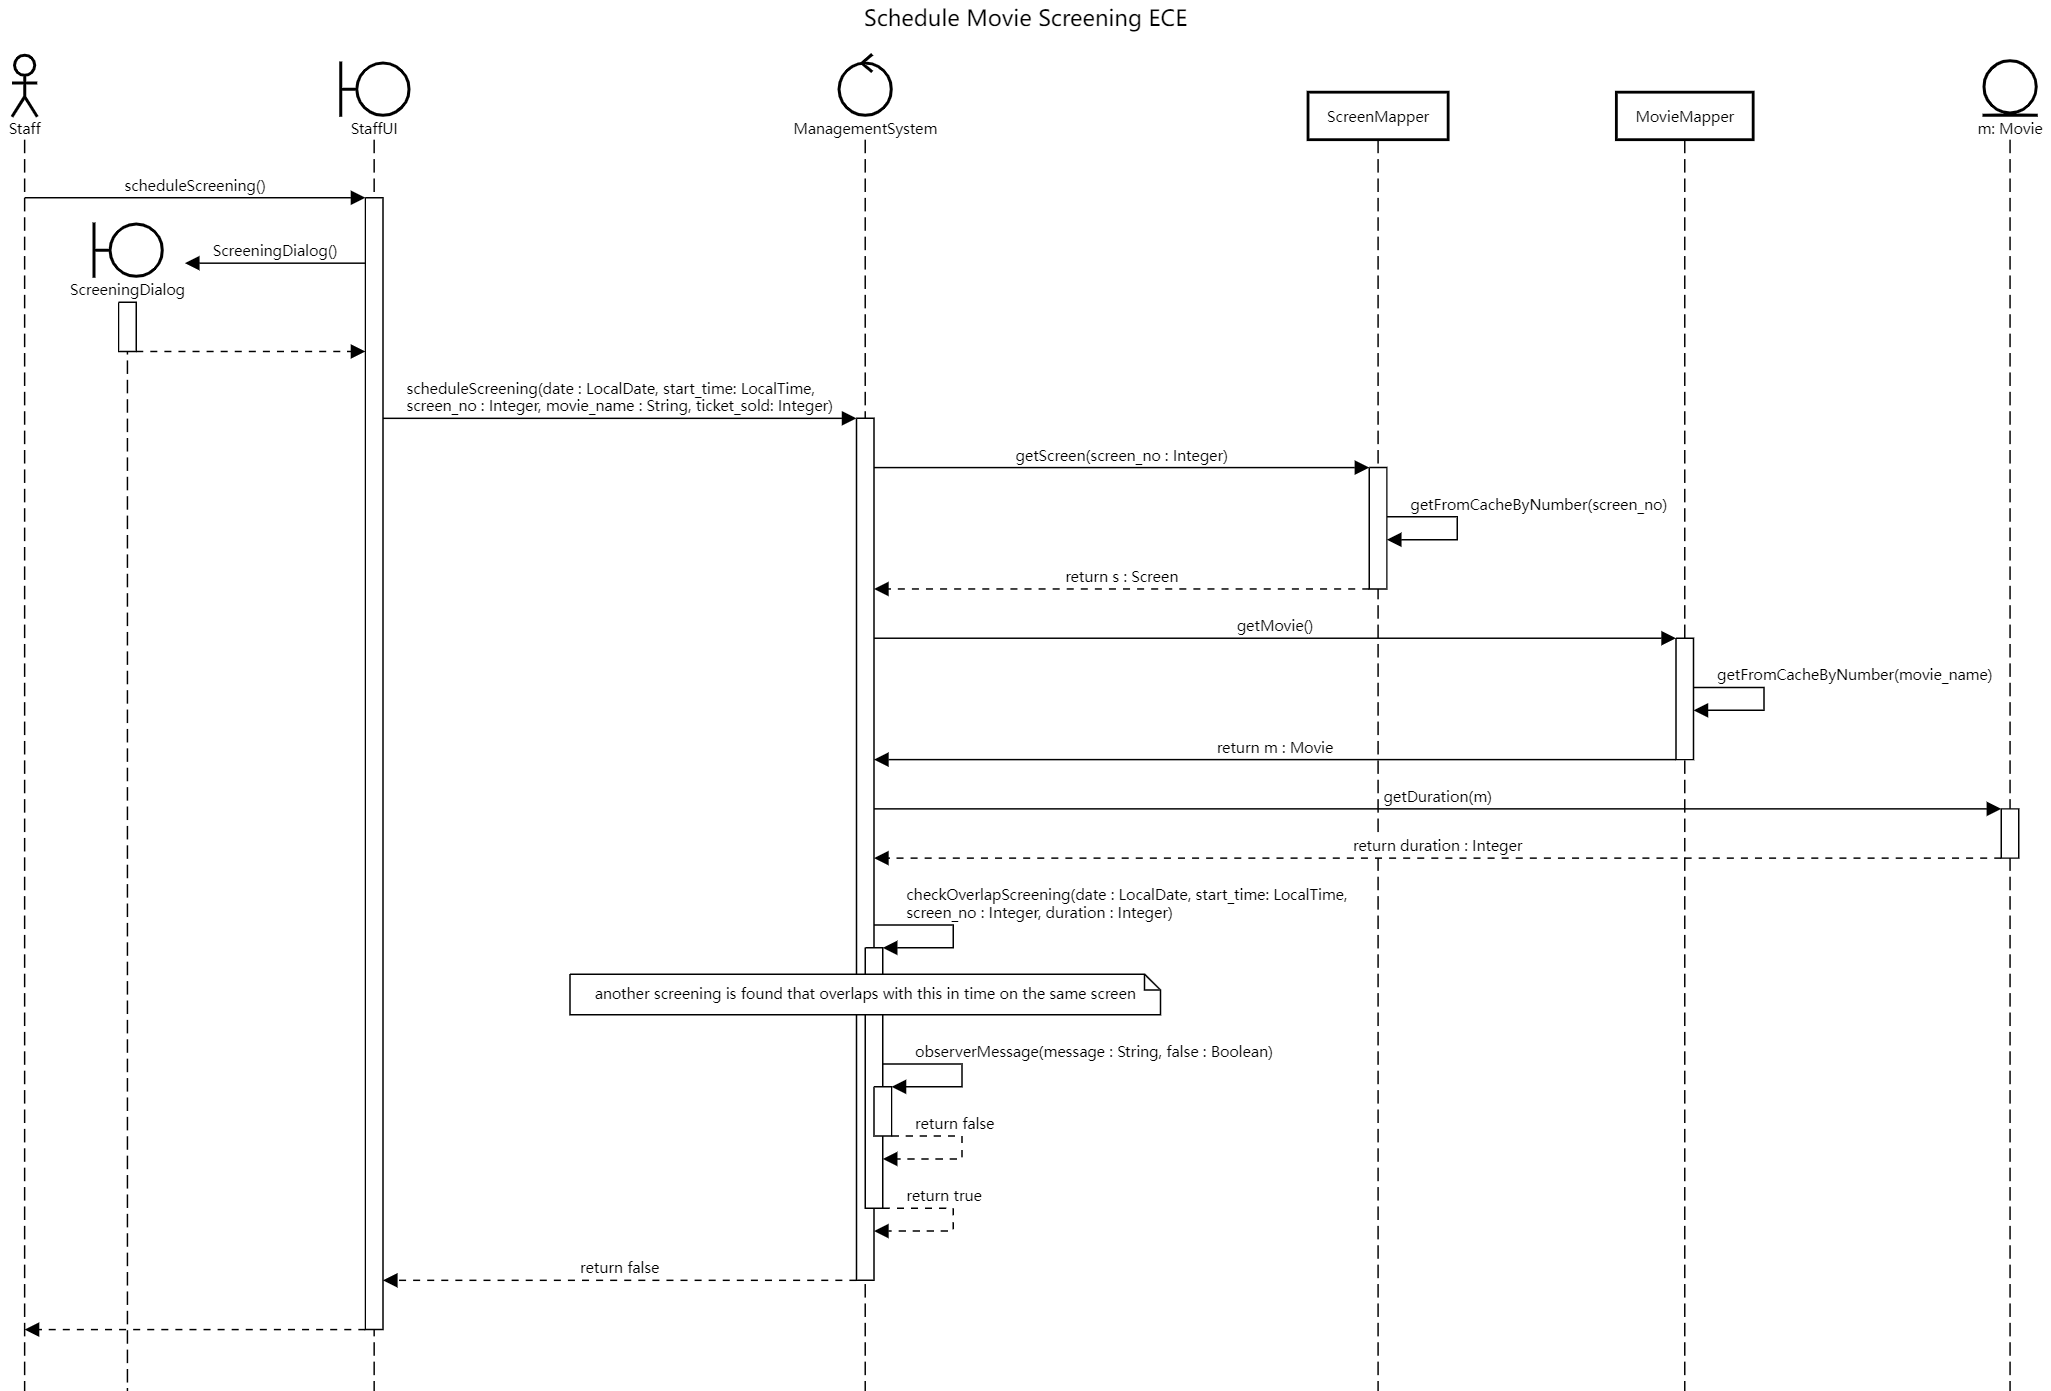 Schedule Movie Screening ECE
Staff
StaffUI
ManagementSystem
ScreenMapper
MovieMapper
m: Movie
scheduleScreening()
ScreeningDialog()
ScreeningDialog
scheduleScreening(date : LocalDate, start_time: LocalTime,
screen_no : Integer, movie_name : String, ticket_sold: Integer)
getScreen(screen_no : Integer)
getFromCacheByNumber(screen_no)
return s : Screen
getMovie()
getFromCacheByNumber(movie_name)
return m : Movie
getDuration(m)
return duration : Integer
checkOverlapScreening(date : LocalDate, start_time: LocalTime,
screen_no : Integer, duration : Integer)
another screening is found that overlaps with this in time on the same screen
observerMessage(message : String, false : Boolean)
return false
return true
return false